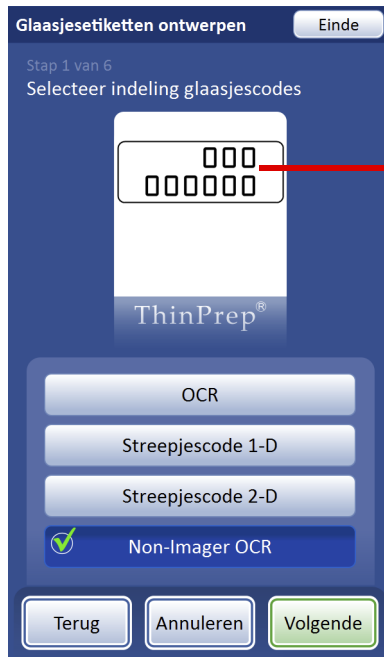 Glaasjesetiketten ontwerpen
Einde
Stap 1 van 6
Selecteer indeling glaasjescodes
000
000000
ThinPrep®
OCR
Streepjescode 1-D
Streepjescode 2-D
Non-Imager OCR
Terug
Annuleren
Volgende